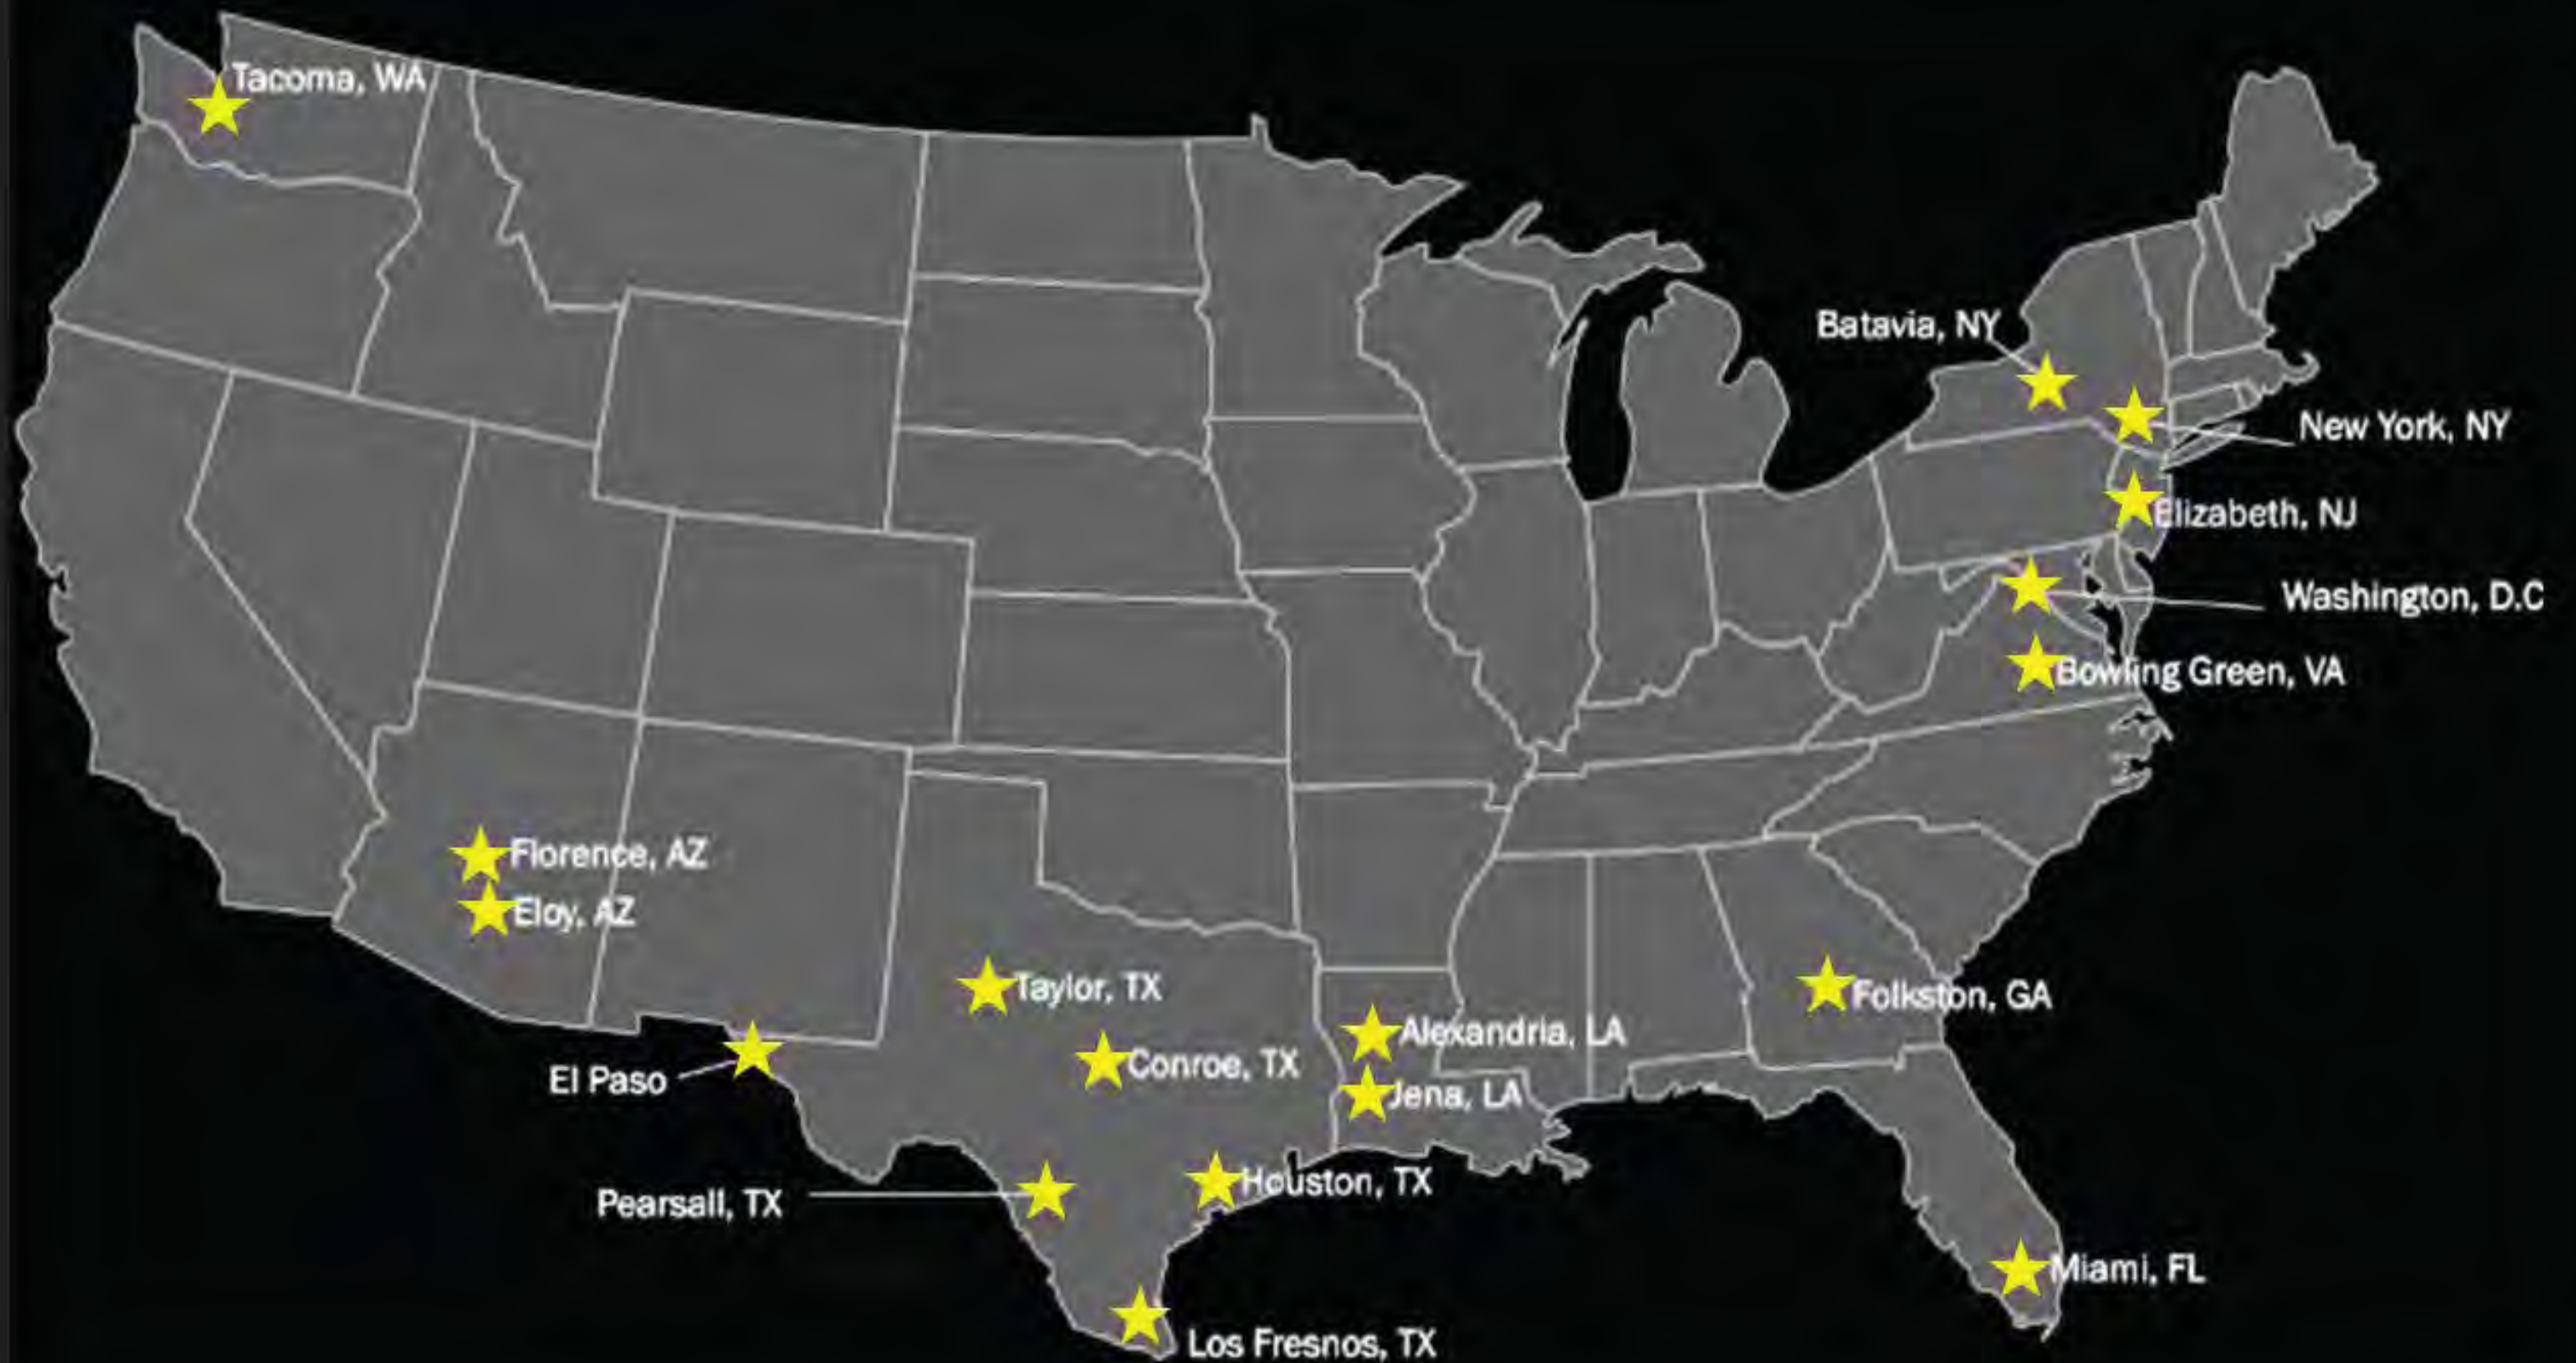 Tacoma, WA
Batavia, NY
New York, NY
Elizabeth, NJ
Washington, D.C
Bowling Green, VA
Florence, AZ
Eloy, AZ
Taylor, TX
Folkston, GA
Alexandria, LA
Conroe, TX
El Paso
Jena, LA
Houston, TX
Pearsall, TX
Miami, FL
Los Fresnos, TX